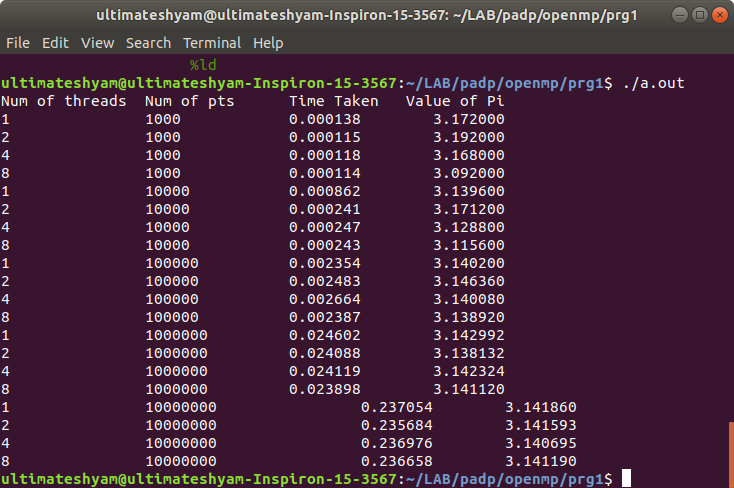 ultimateshyam@ultimateshyam-Inspiron-15-3567: ~/LAB/padp/openmp/prg1
File Edit View Search Terminal Help
%ld
ultimateshyam@ultimateshyam-Inspiron-15-3567:~/LAB/padp/openmp/prg1$ ./a.out
Num of threads  Num of pts      Time Taken   Value of Pi
1               1000            0.000138        3.172000
2               1000            0.000115        3.192000
4               1000            0.000118        3.168000
8               1000            0.000114        3.092000
1               10000           0.000862        3.139600
2               10000           0.000241        3.171200
4               10000           0.000247        3.128800
8               10000           0.000243        3.115600
1               100000          0.002354        3.140200
2               100000          0.002483        3.146360
4               100000          0.002664        3.140080
8               100000          0.002387        3.138920
1               1000000         0.024602        3.142992
2               1000000         0.024088        3.138132
4               1000000         0.024119        3.142324
8               1000000         0.023898        3.141120
1               10000000                0.237054        3.141860
2               10000000                0.235684        3.141593
4               10000000                0.236976        3.140695
8               10000000                0.236658        3.141190
ultimateshyam@ultimateshyam-Inspiron-15-3567:~/LAB/padp/openmp/prg1$